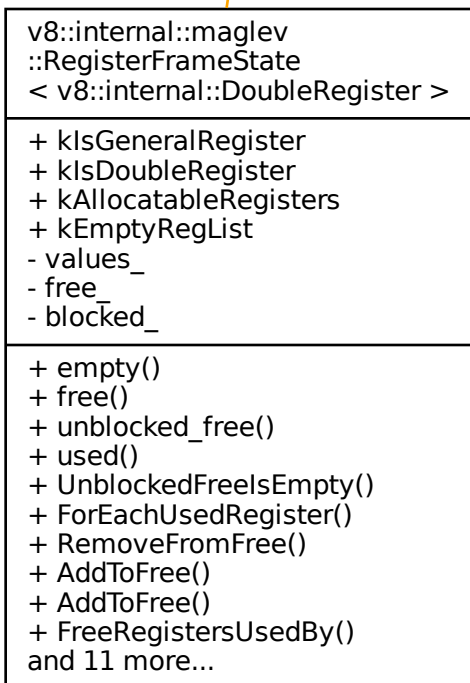 v8::internal::maglev
::RegisterFrameState
< v8::internal::DoubleRegister >
+ kIsGeneralRegister
+ kIsDoubleRegister
+ kAllocatableRegisters
+ kEmptyRegList
- values_
- free_
- blocked_
+ empty()
+ free()
+ unblocked_free()
+ used()
+ UnblockedFreeIsEmpty()
+ ForEachUsedRegister()
+ RemoveFromFree()
+ AddToFree()
+ AddToFree()
+ FreeRegistersUsedBy()
and 11 more...